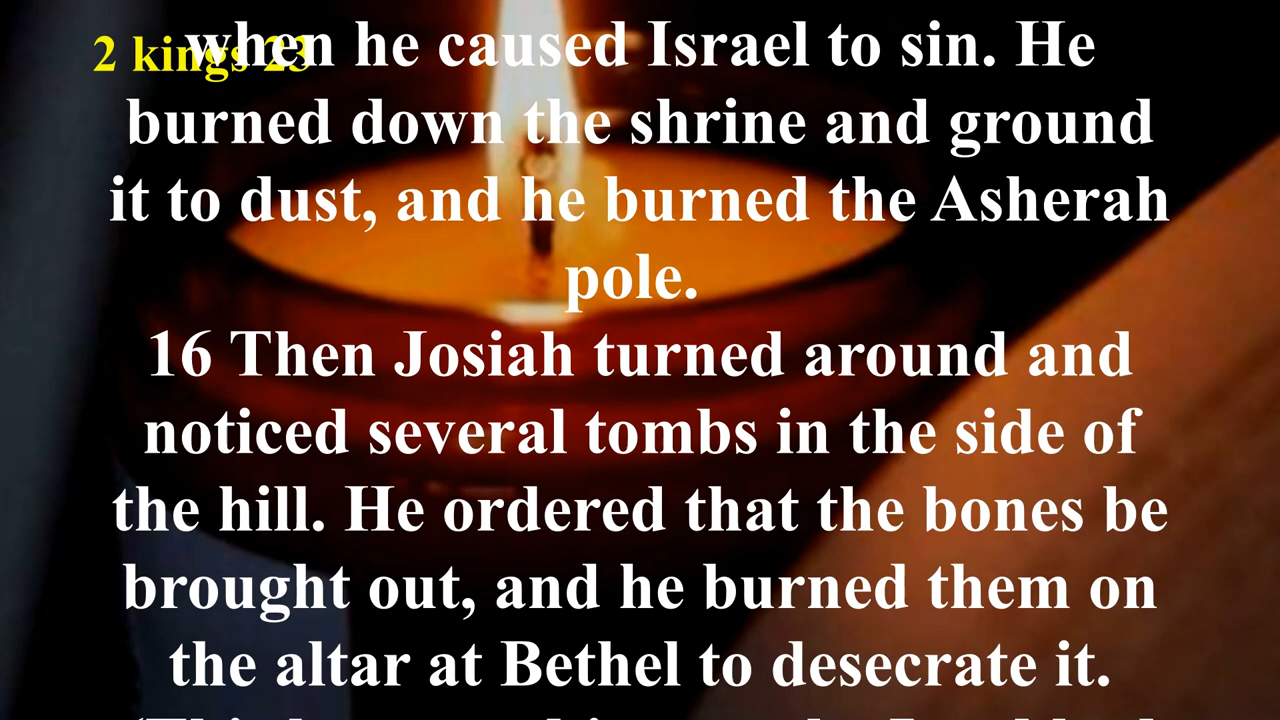 2 kings 23
when he caused Israel to sin. He
burned down the shrine and ground
it to dust, and he burned the Asherah
pole.
16 Then Josiah turned around and
noticed several tombs in the side of
the hill. He ordered that the bones be
brought out, and he burned them on
the altar at Bethel to desecrate it.